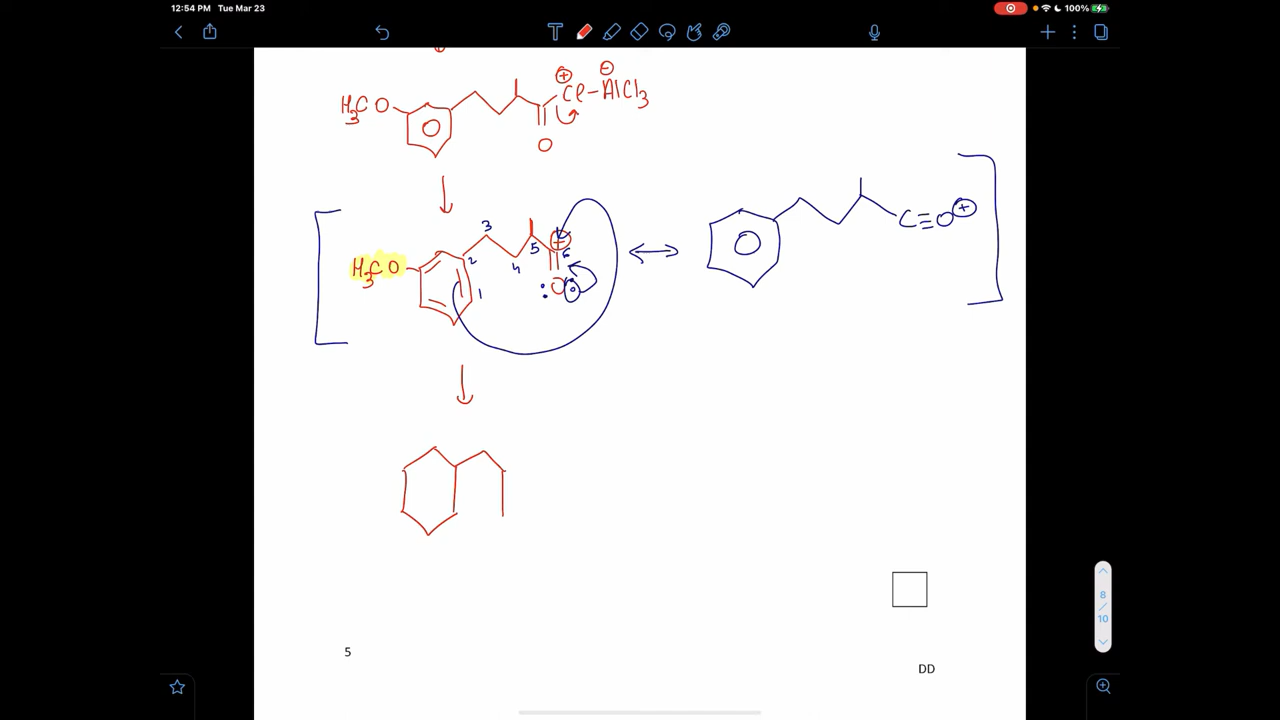 12:54 PM Tue Mar 23
100%
H3CO
⊕ ⊖
Cl–AlCl3
O
H3CO
3
2
4
5
6
1
⊕
:O:
C≡O⊕
8
/
10
5
DD